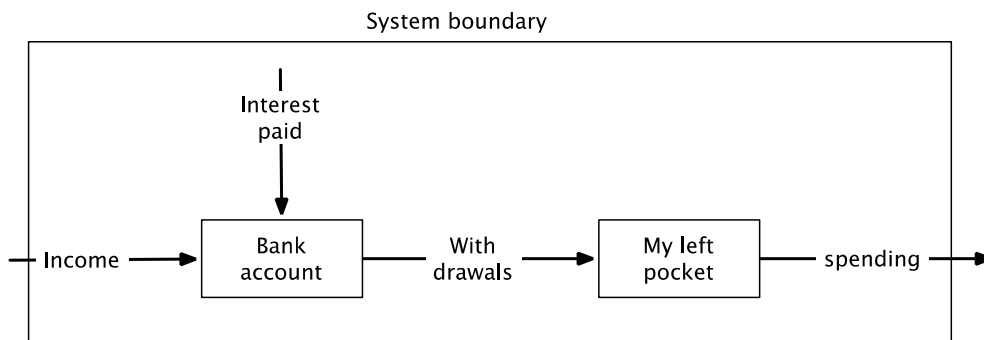 System boundary
Interest
paid
Income
Bank
account
With
drawals
My left
pocket
spending